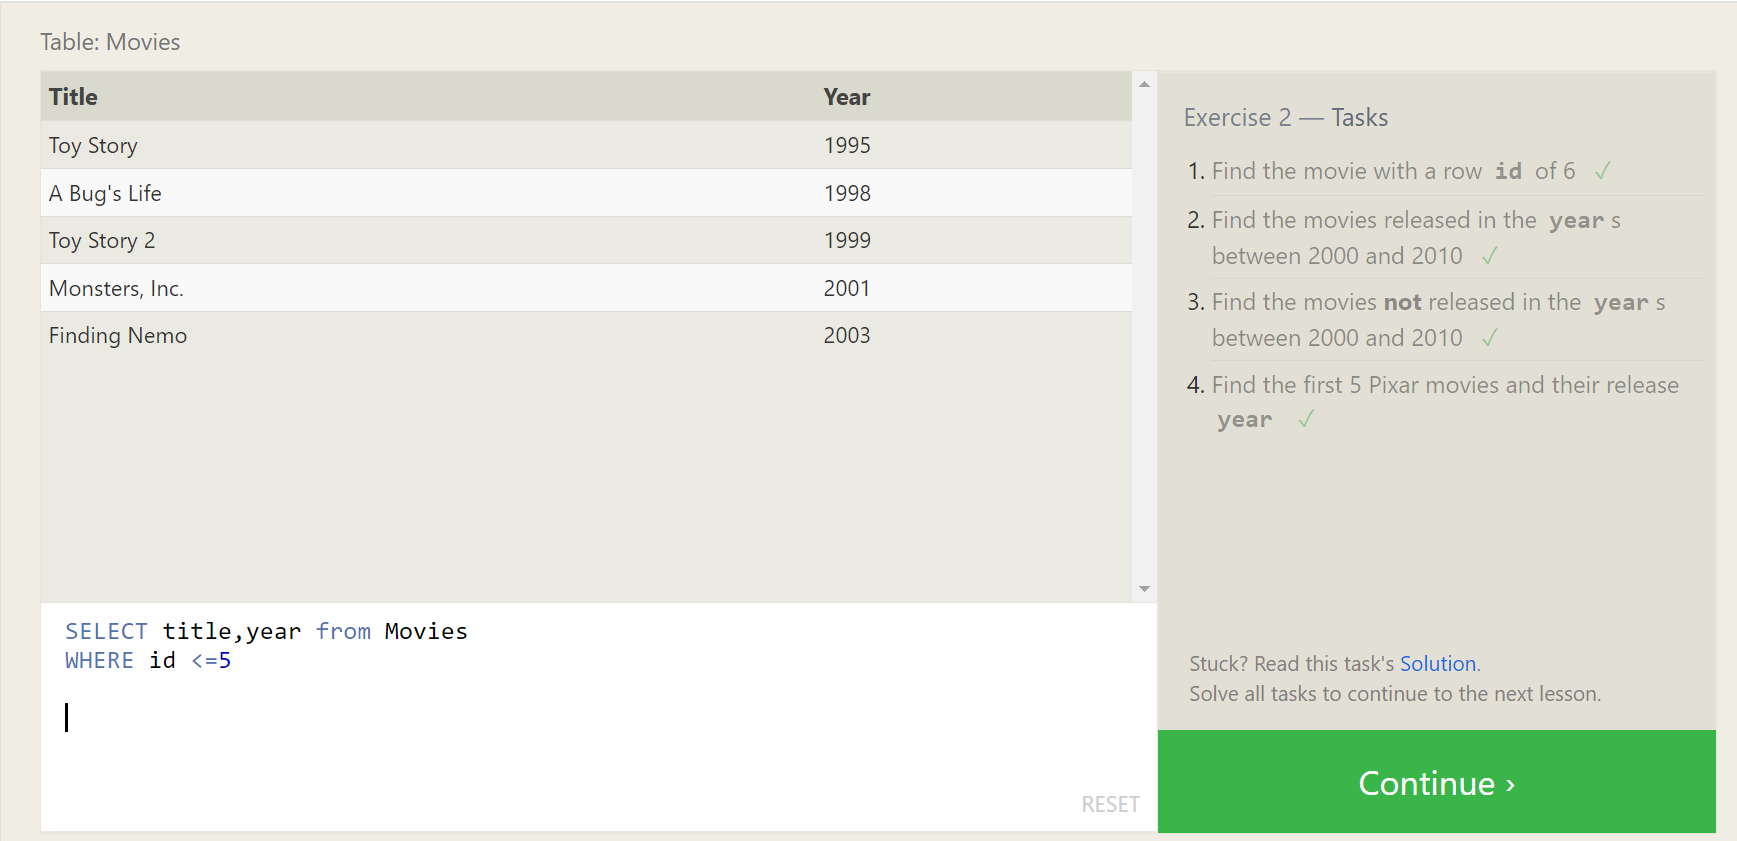 Table: Movies
Title Year
Toy Story 1995
A Bug's Life 1998
Toy Story 2 1999
Monsters, Inc. 2001
Finding Nemo 2003
SELECT title,year from Movies
WHERE id <=5
RESET
Exercise 2 — Tasks
1. Find the movie with a row id of 6 ✓
2. Find the movies released in the year s
between 2000 and 2010 ✓
3. Find the movies not released in the year s
between 2000 and 2010 ✓
4. Find the first 5 Pixar movies and their release
year ✓
Stuck? Read this task's Solution.
Solve all tasks to continue to the next lesson.
Continue ›